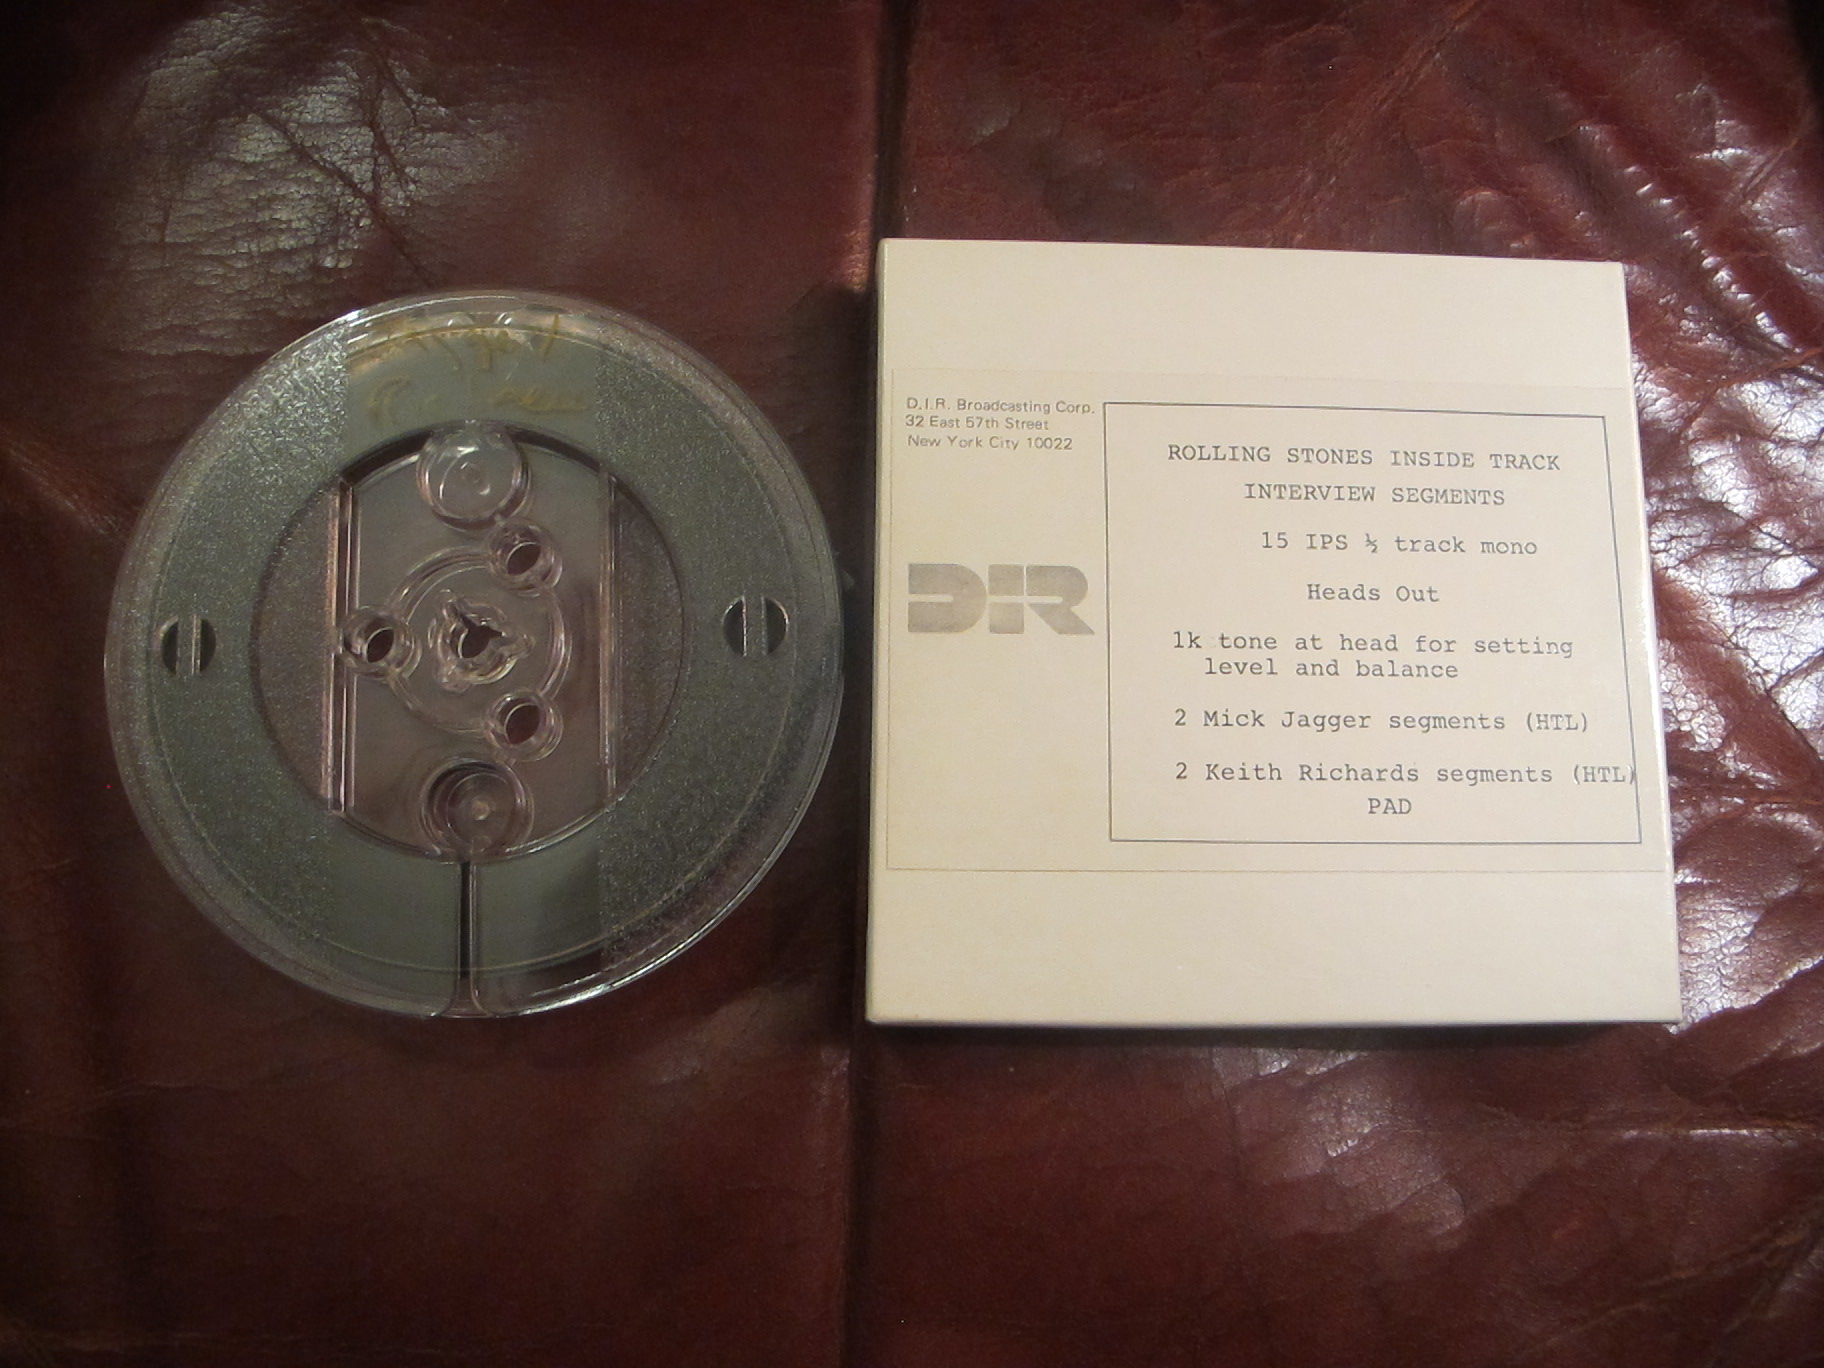 D.I.R. Broadcasting Corp.
32 East 57th Street
New York City 10022
DIR
ROLLING STONES INSIDE TRACK
INTERVIEW SEGMENTS
15 IPS ½ track mono
Heads Out
1k tone at head for setting
level and balance
2 Mick Jagger segments (HTL)
2 Keith Richards segments (HTL)
PAD